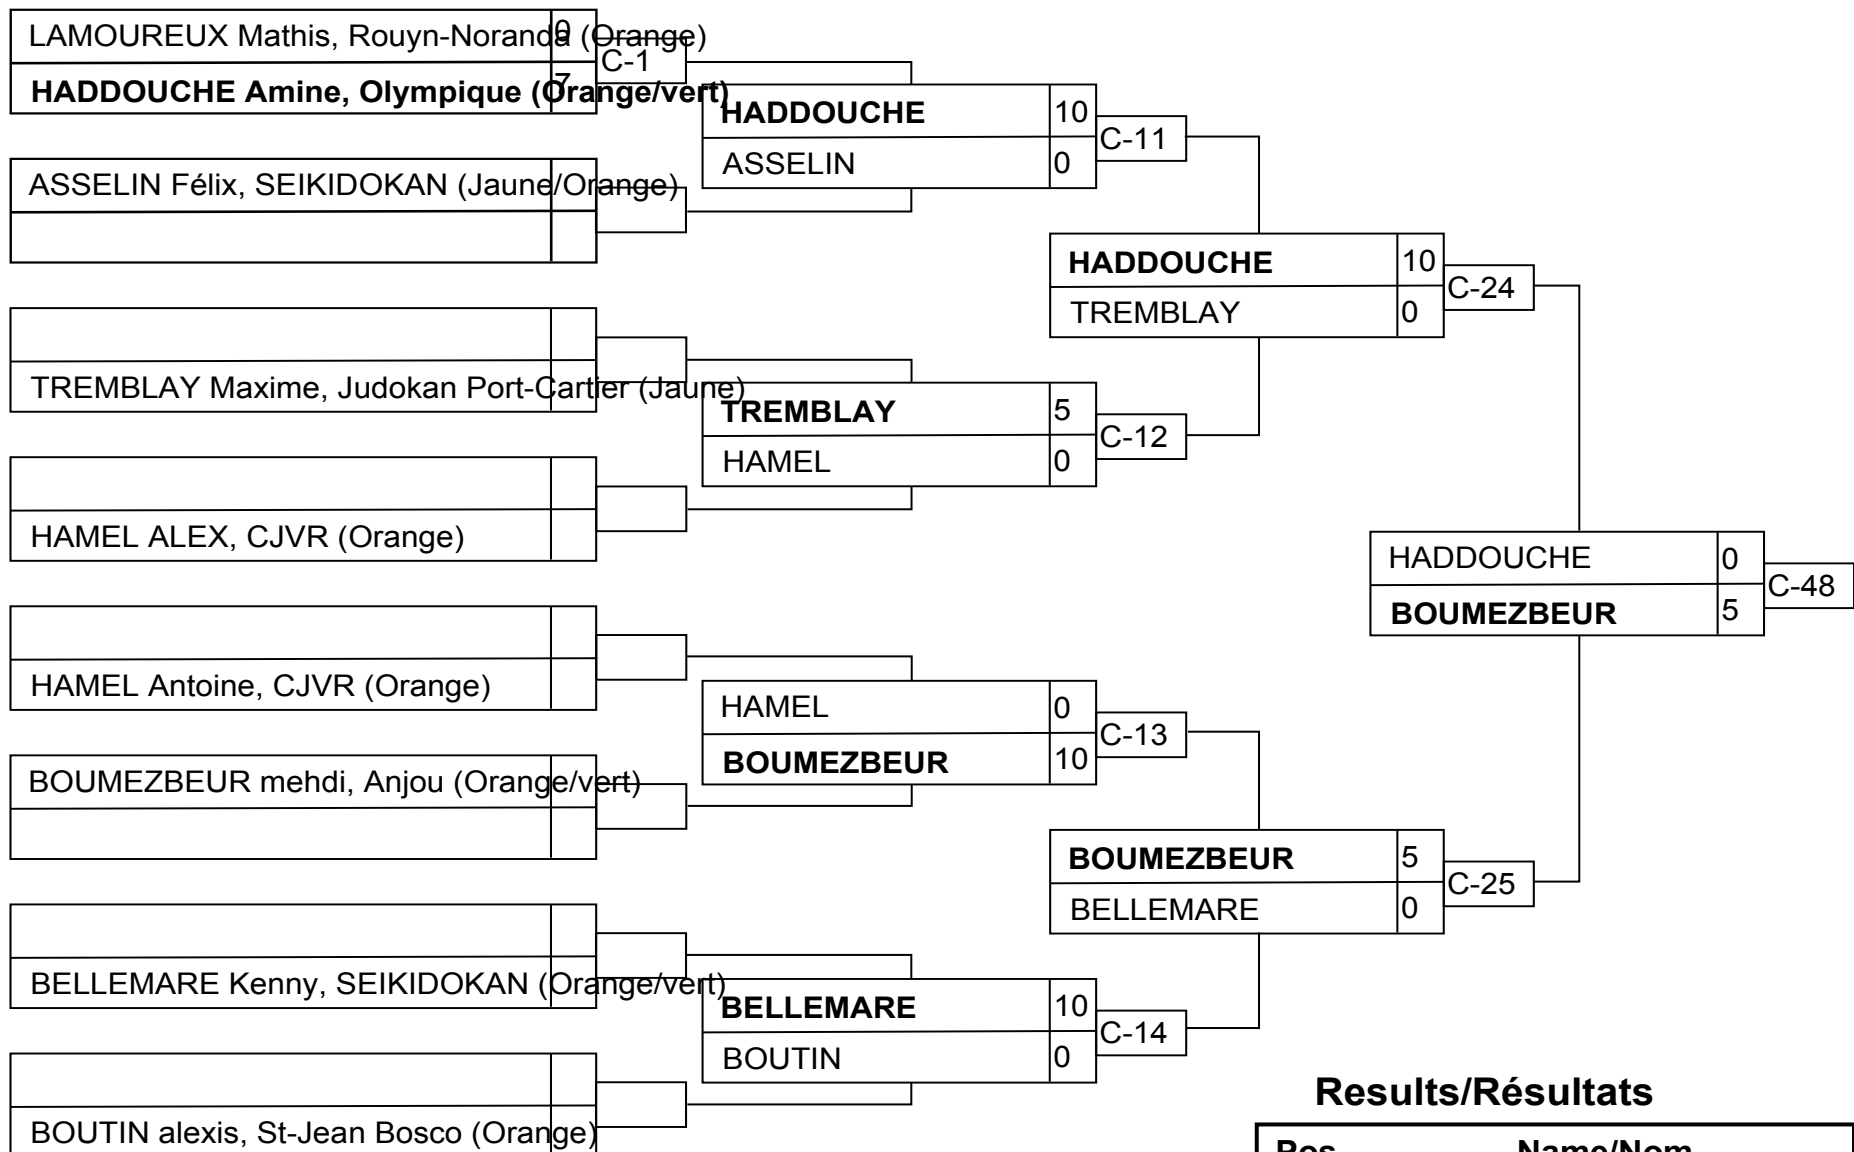 LAMOUREUX Mathis, Rouyn-Noranda (Orange)
0
C-1
HADDOUCHE Amine, Olympique (Orange/vert)
7
ASSELIN Félix, SEIKIDOKAN (Jaune/Orange)
TREMBLAY Maxime, Judokan Port-Cartier (Jaune)
HAMEL ALEX, CJVR (Orange)
HAMEL Antoine, CJVR (Orange)
BOUMEZBEUR mehdi, Anjou (Orange/vert)
BELLEMARE Kenny, SEIKIDOKAN (Orange/vert)
BOUTIN alexis, St-Jean Bosco (Orange)
HADDOUCHE 10
C-11
ASSELIN 0
TREMBLAY 5
C-12
HAMEL 0
HAMEL 0
C-13
BOUMEZBEUR 10
BELLEMARE 10
C-14
BOUTIN 0
HADDOUCHE 10
C-24
TREMBLAY 0
BOUMEZBEUR 5
C-25
BELLEMARE 0
HADDOUCHE 0
C-48
BOUMEZBEUR 5
Results/Résultats
Pos Name/Nom